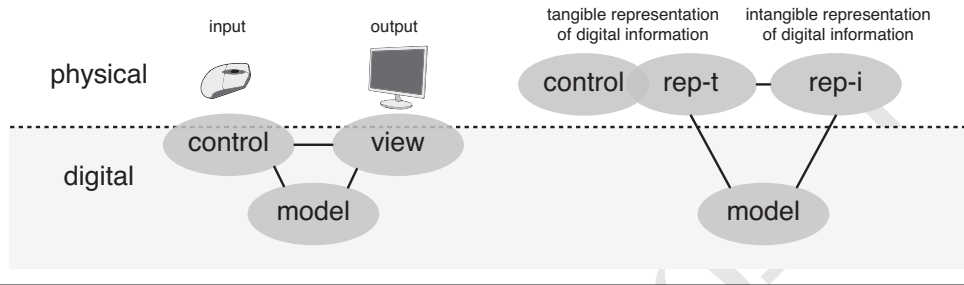 input
output
tangible representation
of digital information
intangible representation
of digital information
physical
control
rep-t
rep-i
control
view
digital
model
model